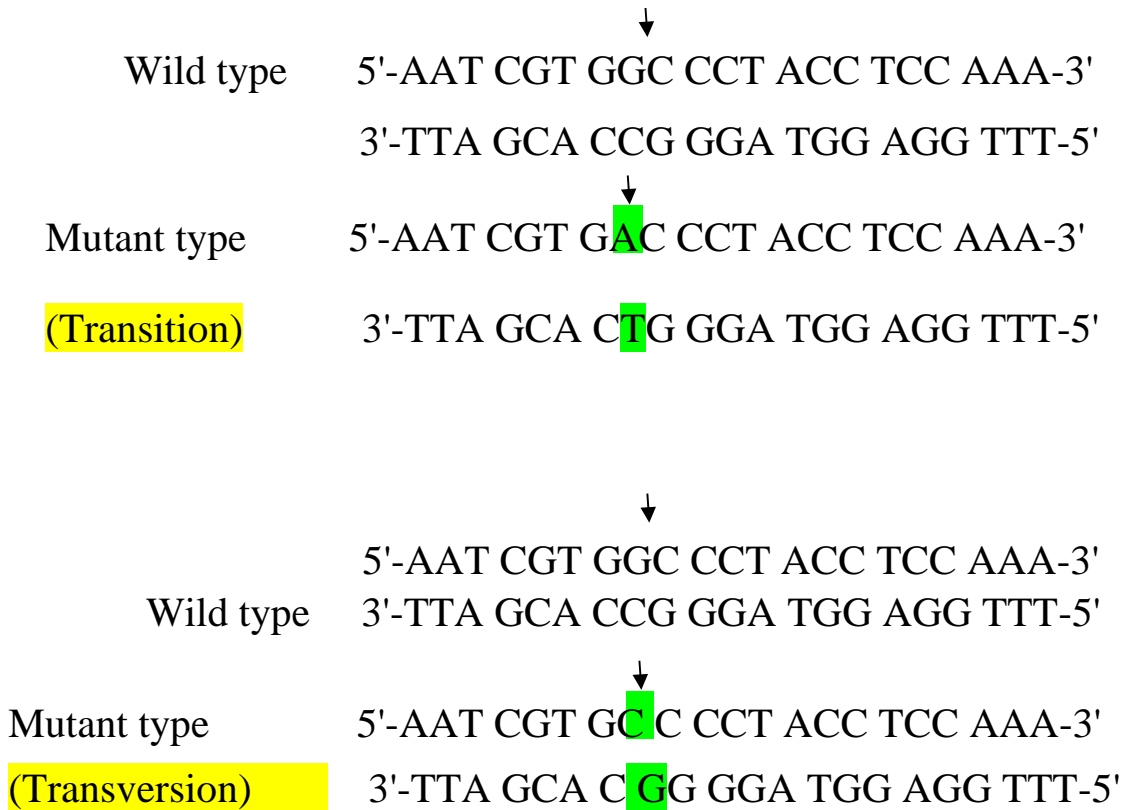 Wild type 5'-AAT CGT GGC CCT ACC TCC AAA-3'
3'-TTA GCA CCG GGA TGG AGG TTT-5'
Mutant type 5'-AAT CGT GAC CCT ACC TCC AAA-3'
(Transition) 3'-TTA GCA CTG GGA TGG AGG TTT-5'
5'-AAT CGT GGC CCT ACC TCC AAA-3'
Wild type 3'-TTA GCA CCG GGA TGG AGG TTT-5'
Mutant type 5'-AAT CGT GC C CCT ACC TCC AAA-3'
(Transversion) 3'-TTA GCA C GG GGA TGG AGG TTT-5'